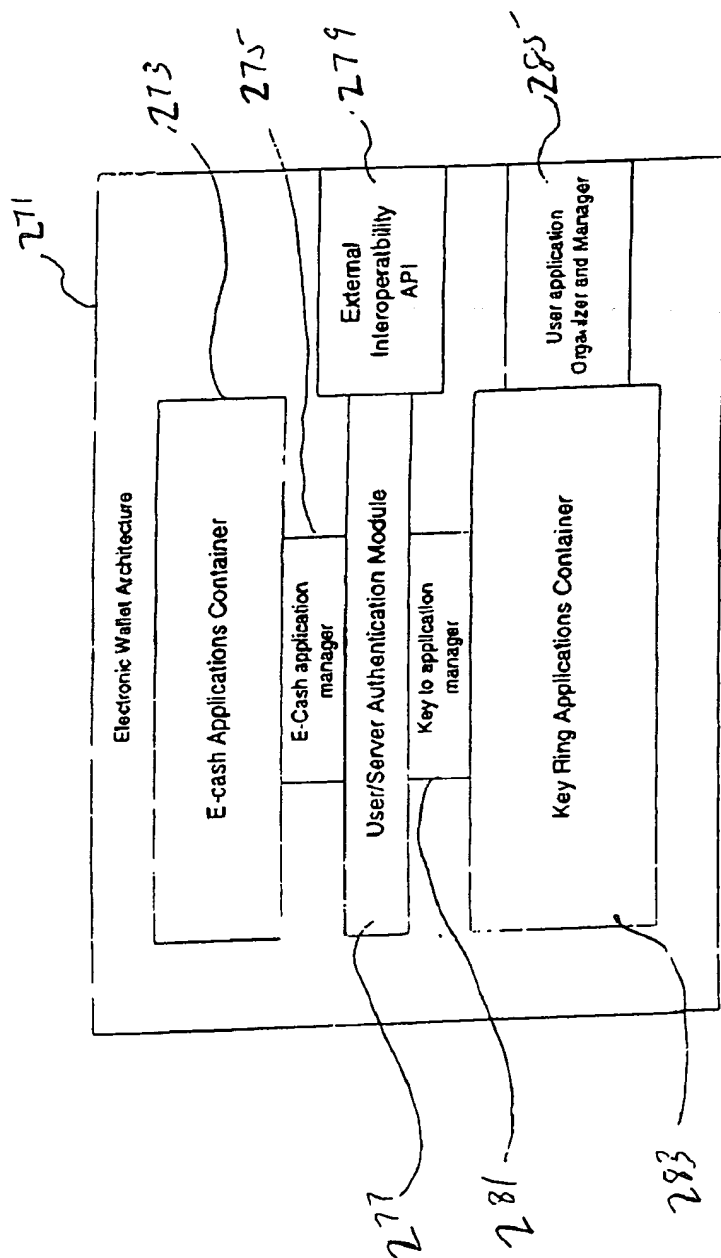 271
273
275
279
285
Electronic Wallet Architecture
E-cash Applications Container
E-Cash application
manager
User/Server Authentication Module
External
Interoperatbility
API
Key to application
manager
Key Ring Applications Container
User application
Organizer and Manager
277
281
283